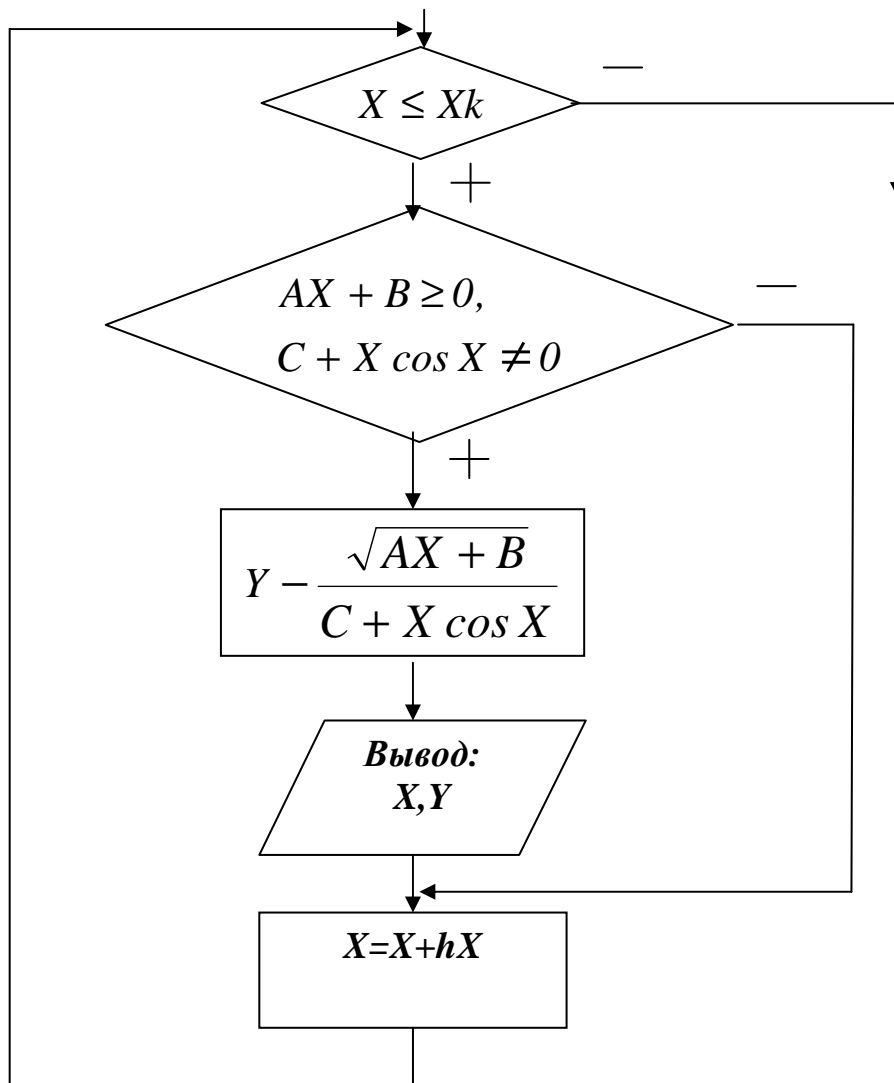 —
X ≤ Xk
+
AX + B ≥ 0,
—
C + X cos X ≠ 0
+
Y − √(AX + B) / (C + X cos X)
Вывод:
X,Y
X=X+hX